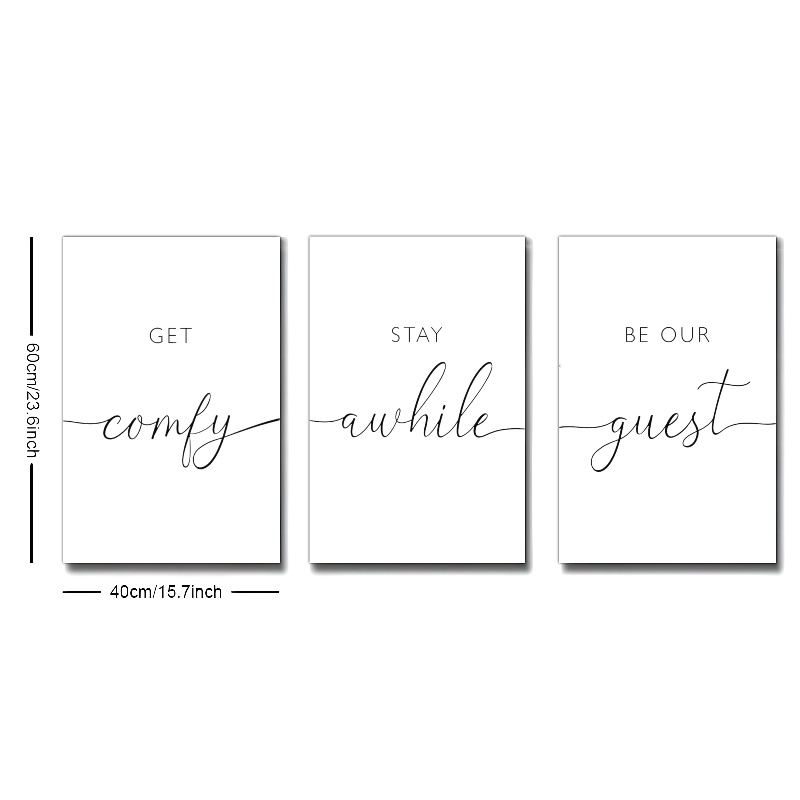 GET
comfy
STAY
awhile
BE OUR
guest
60cm/23.6inch
40cm/15.7inch